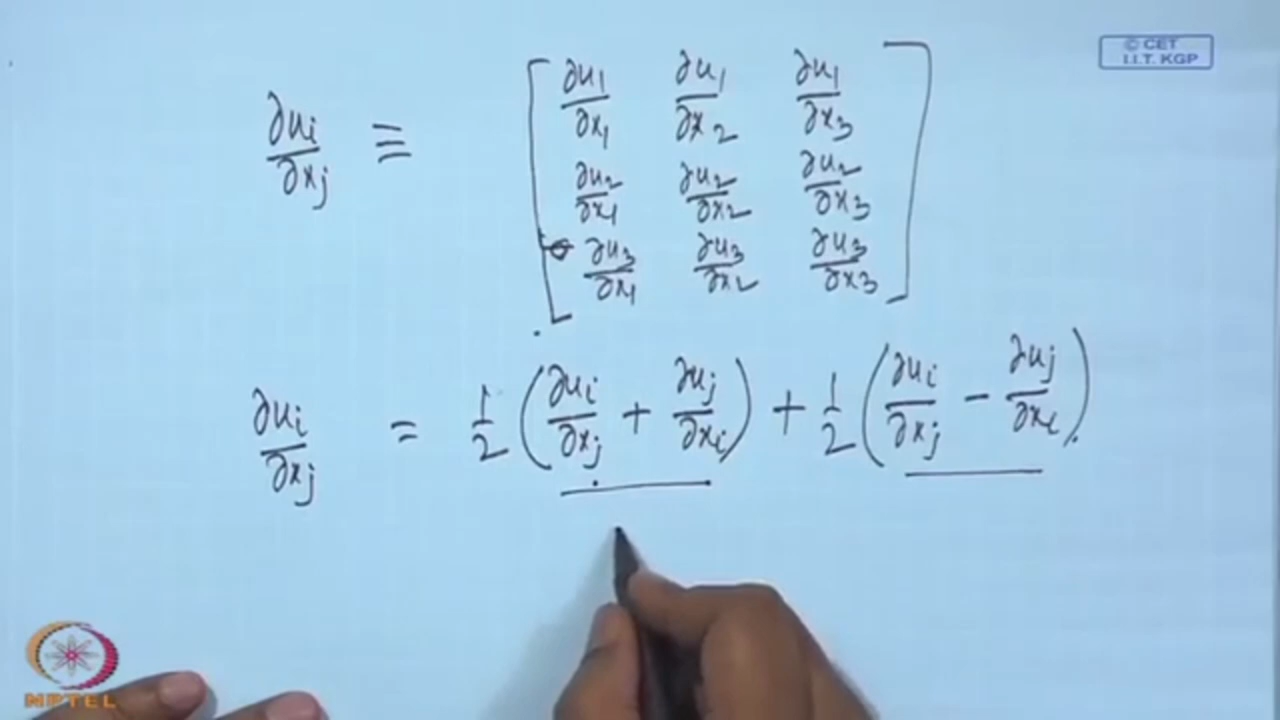 © CET
I.I.T. KGP
∂u₁/∂x₁ ∂u₁/∂x₂ ∂u₁/∂x₃
∂uᵢ/∂xⱼ ≡
∂u₂/∂x₁ ∂u₂/∂x₂ ∂u₂/∂x₃
∂u₃/∂x₁ ∂u₃/∂x₂ ∂u₃/∂x₃
∂uᵢ/∂xⱼ = 1/2 (∂uᵢ/∂xⱼ + ∂uⱼ/∂xᵢ) + 1/2 (∂uᵢ/∂xⱼ - ∂uⱼ/∂xᵢ)
NPTEL